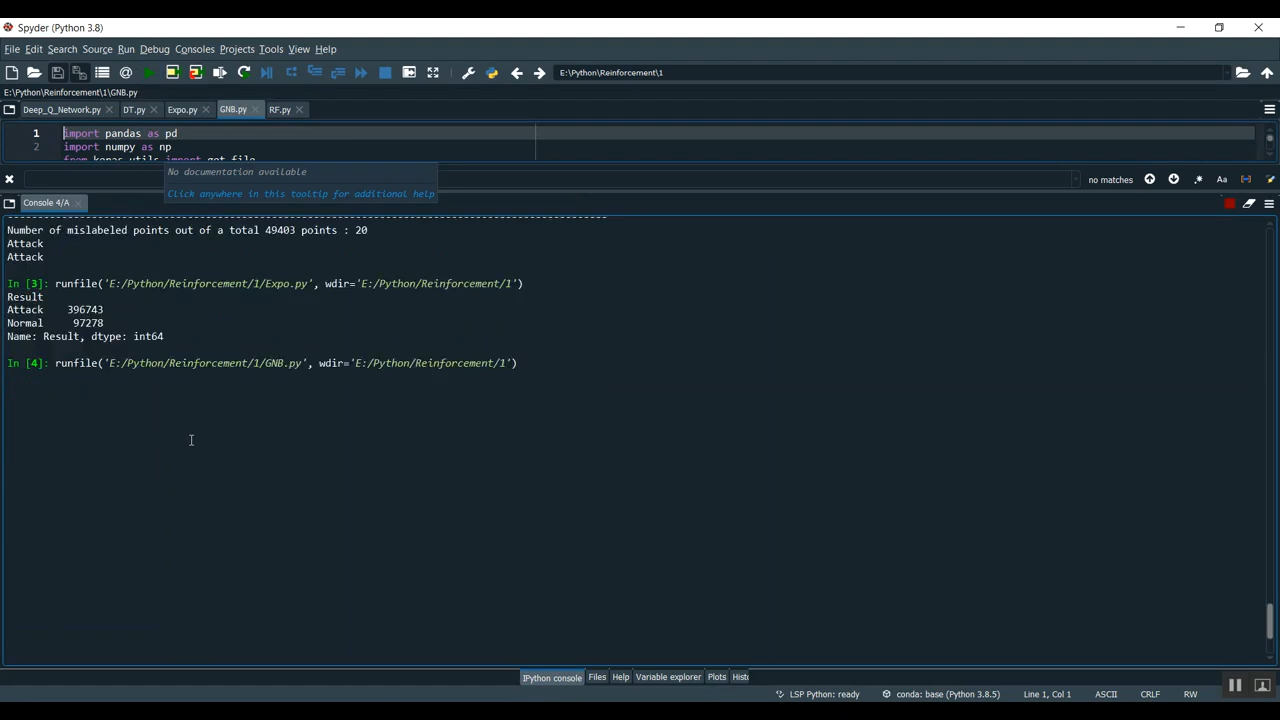 Spyder (Python 3.8)
File Edit Search Source Run Debug Consoles Projects Tools View Help
E:\Python\Reinforcement\1
E:\Python\Reinforcement\1\GNB.py
Deep_Q_Network.py DT.py Expo.py GNB.py RF.py
1 import pandas as pd
2 import numpy as np
from keras.utils import get_file
No documentation available
Click anywhere in this tooltip for additional help
no matches Aa
Console 4/A
Number of mislabeled points out of a total 49403 points : 20
Attack
Attack
In [3]: runfile('E:/Python/Reinforcement/1/Expo.py', wdir='E:/Python/Reinforcement/1')
Result
Attack 396743
Normal 97278
Name: Result, dtype: int64
In [4]: runfile('E:/Python/Reinforcement/1/GNB.py', wdir='E:/Python/Reinforcement/1')
IPython console Files Help Variable explorer Plots Histo
LSP Python: ready conda: base (Python 3.8.5) Line 1, Col 1 ASCII CRLF RW